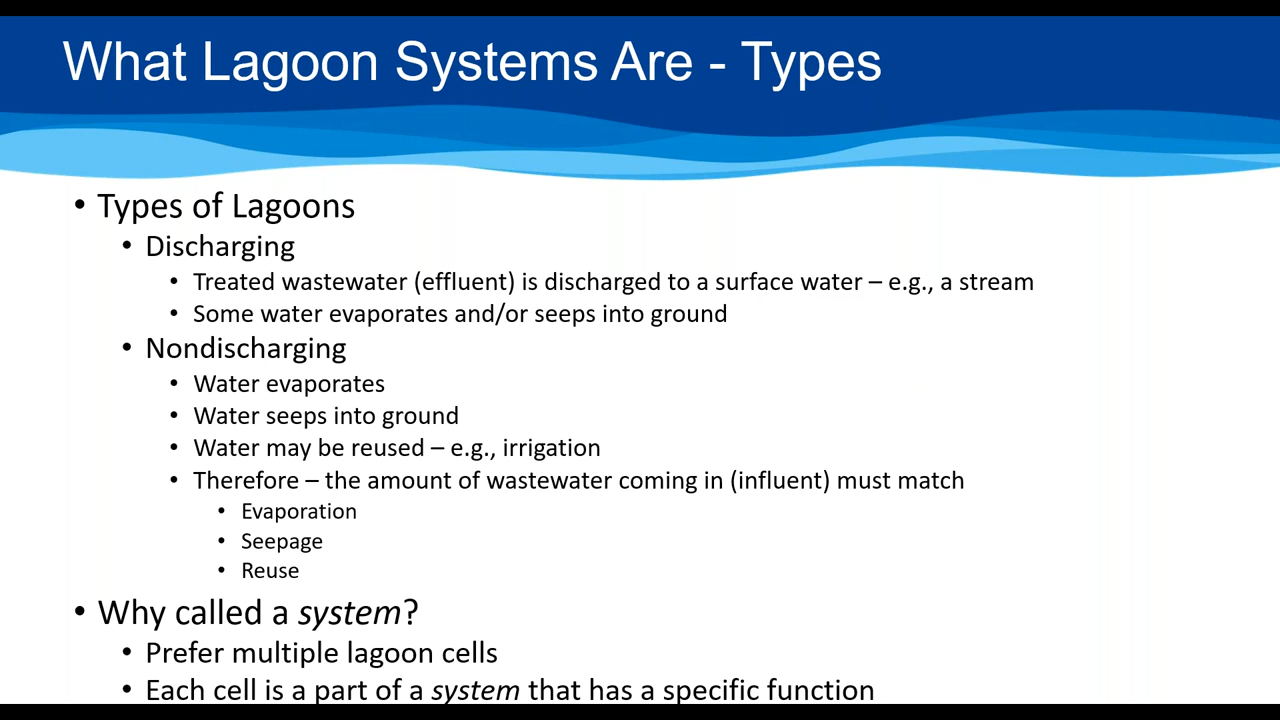 What Lagoon Systems Are - Types
• Types of Lagoons
• Discharging
• Treated wastewater (effluent) is discharged to a surface water – e.g., a stream
• Some water evaporates and/or seeps into ground
• Nondischarging
• Water evaporates
• Water seeps into ground
• Water may be reused – e.g., irrigation
• Therefore – the amount of wastewater coming in (influent) must match
• Evaporation
• Seepage
• Reuse
• Why called a system?
• Prefer multiple lagoon cells
• Each cell is a part of a system that has a specific function